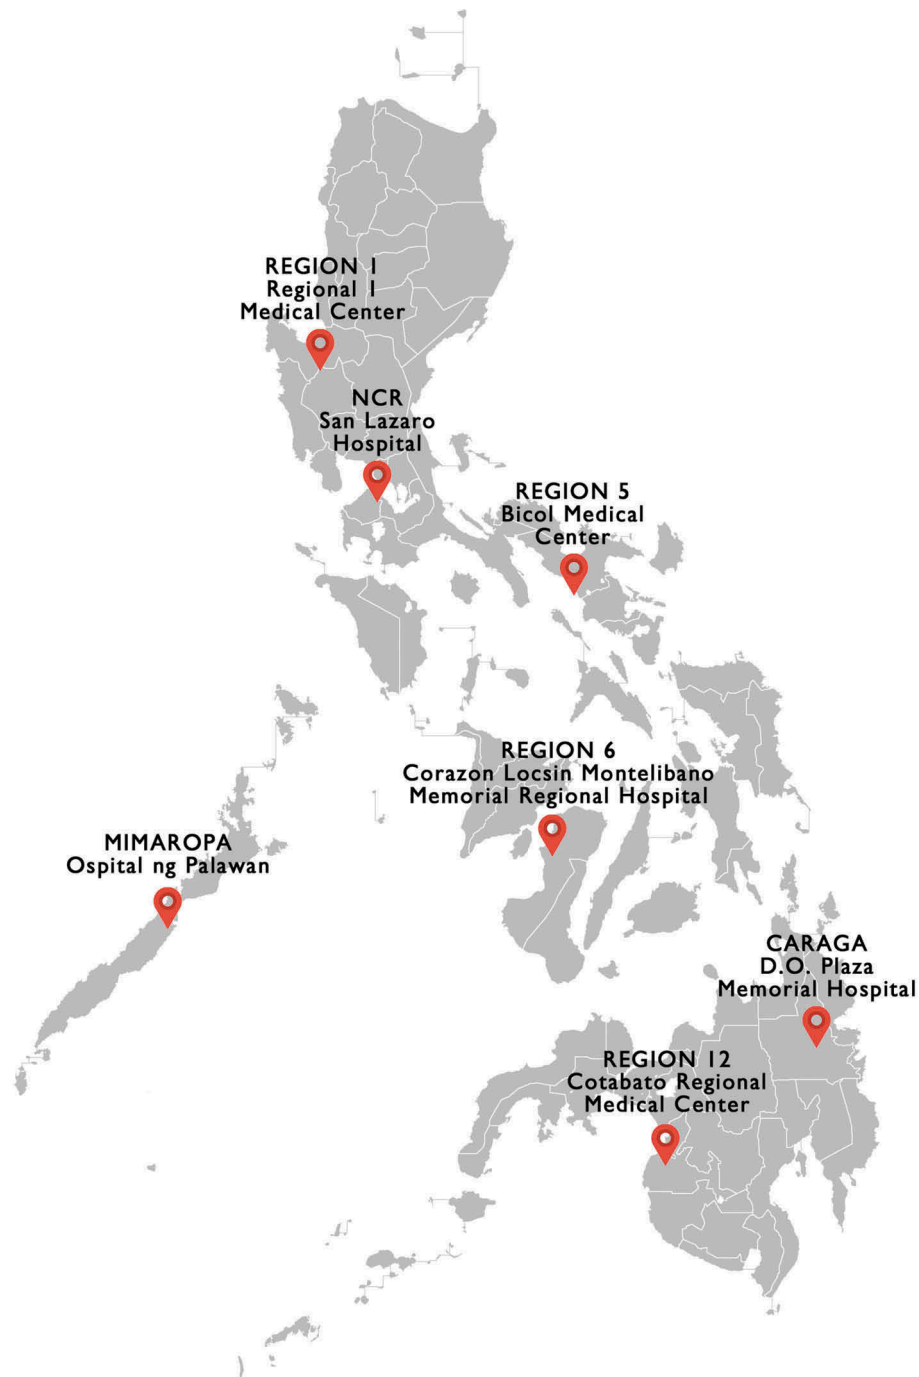 REGION 1
Regional 1
Medical Center
NCR
San Lazaro
Hospital
REGION 5
Bicol Medical
Center
REGION 6
Corazon Locsin Montelibano
Memorial Regional Hospital
MIMAROPA
Ospital ng Palawan
CARAGA
D.O. Plaza
Memorial Hospital
REGION 12
Cotabato Regional
Medical Center